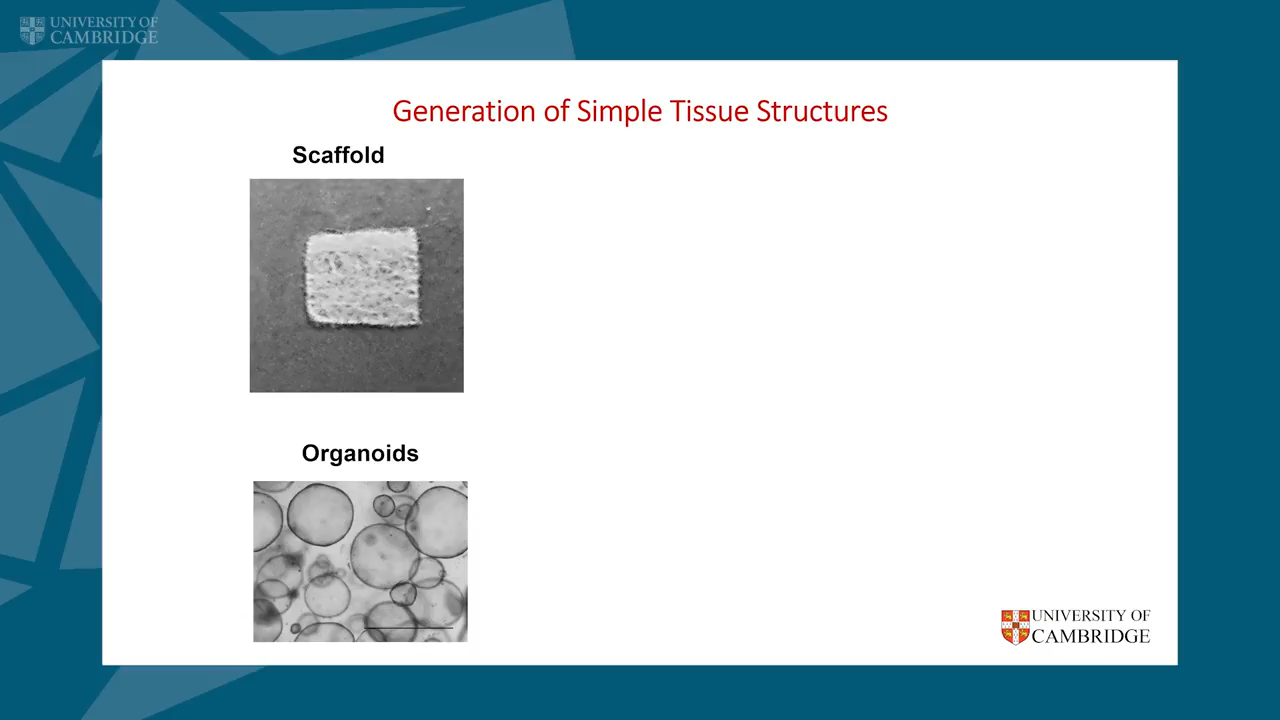 UNIVERSITY OF
CAMBRIDGE
Generation of Simple Tissue Structures
Scaffold
Organoids
UNIVERSITY OF
CAMBRIDGE